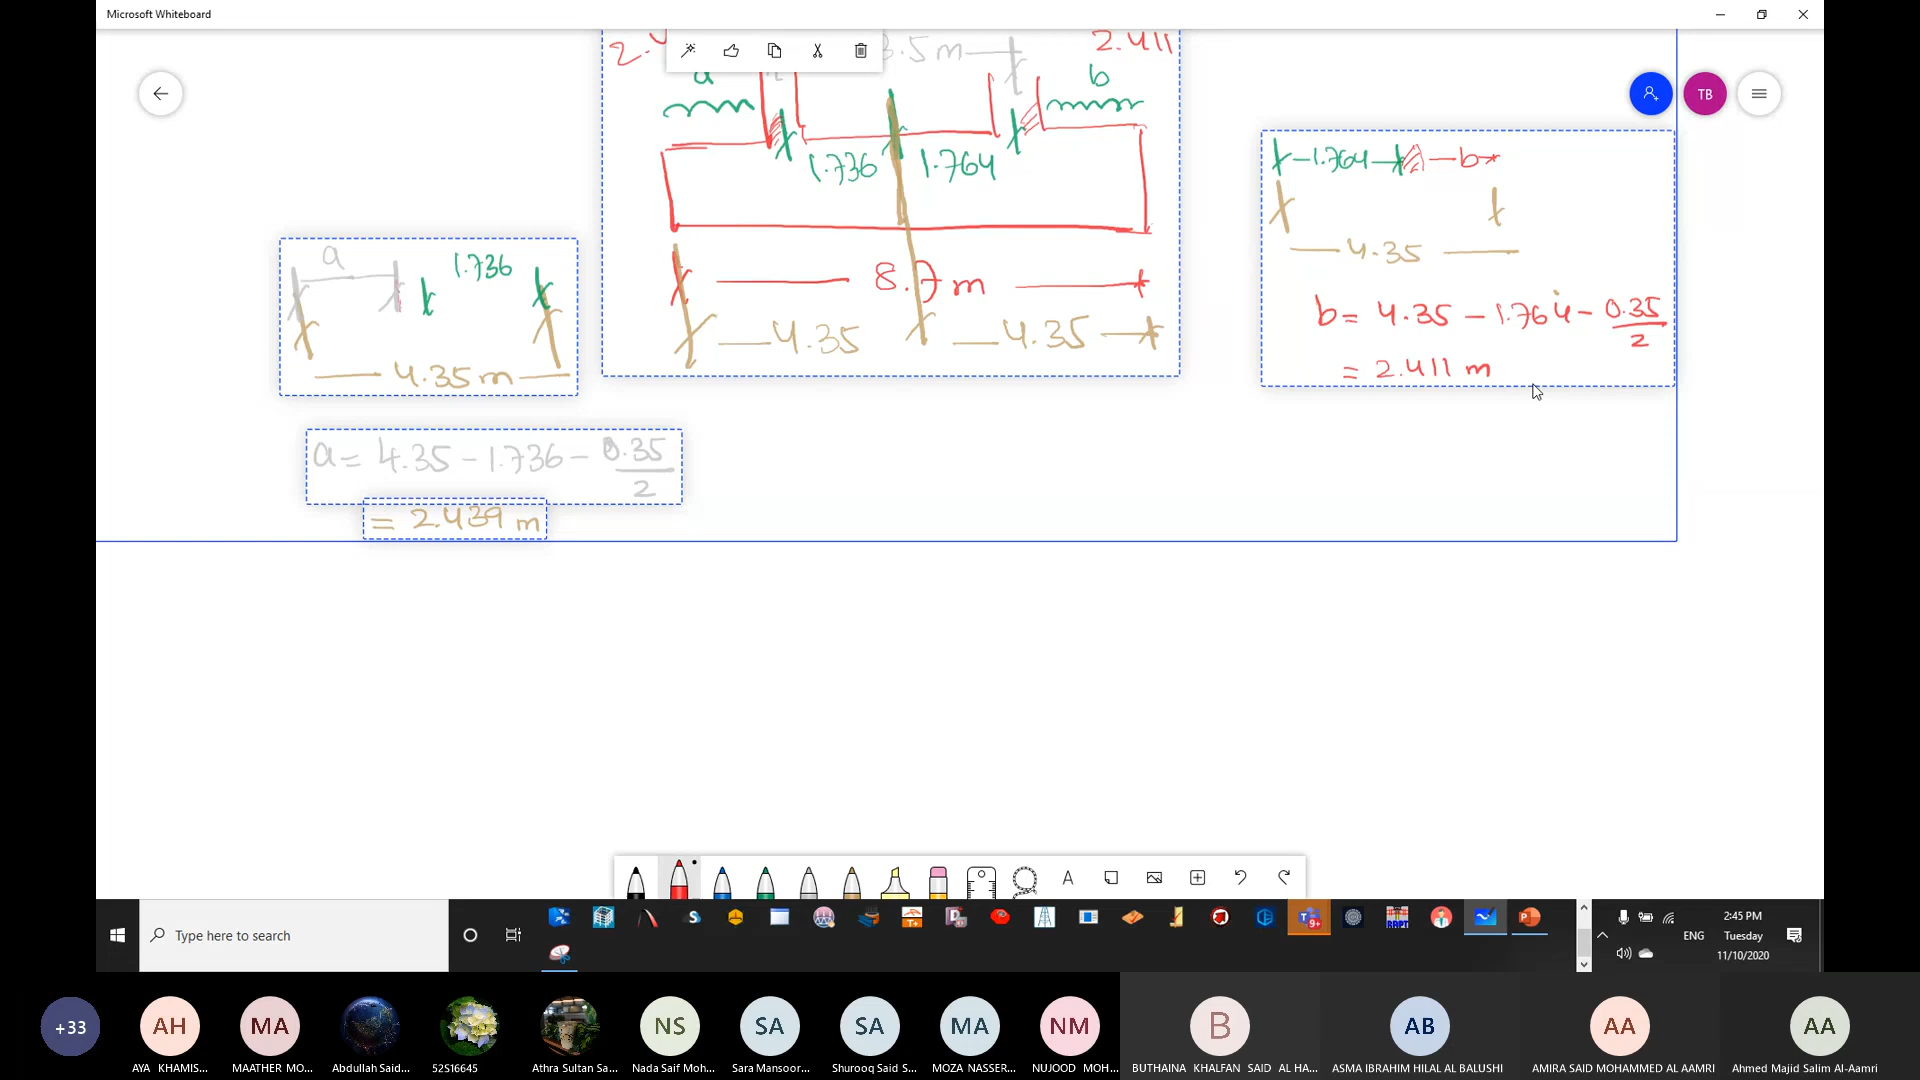 Microsoft Whiteboard
3.5 m
2.411
a
b
TB
1.736
1.764
1.764
b
4.35
a
1.736
8.7 m
4.35
4.35
4.35 m
b = 4.35 - 1.764 - 0.35/2
= 2.411 m
a = 4.35 - 1.736 - 0.35/2
= 2.439 m
A
Type here to search
ENG
2:45 PM
Tuesday
11/10/2020
+33
AH
MA
NS
SA
SA
MA
NM
B
AB
AA
AA
AYA KHAMIS...
MAATHER MO...
Abdullah Said...
52S16645
Athra Sultan Sa...
Nada Saif Moh...
Sara Mansoor...
Shurooq Said S...
MOZA NASSER...
NUJOOD MOH...
BUTHAINA KHALFAN SAID AL HA...
ASMA IBRAHIM HILAL AL BALUSHI
AMIRA SAID MOHAMMED AL AAMRI
Ahmed Majid Salim Al-Aamri